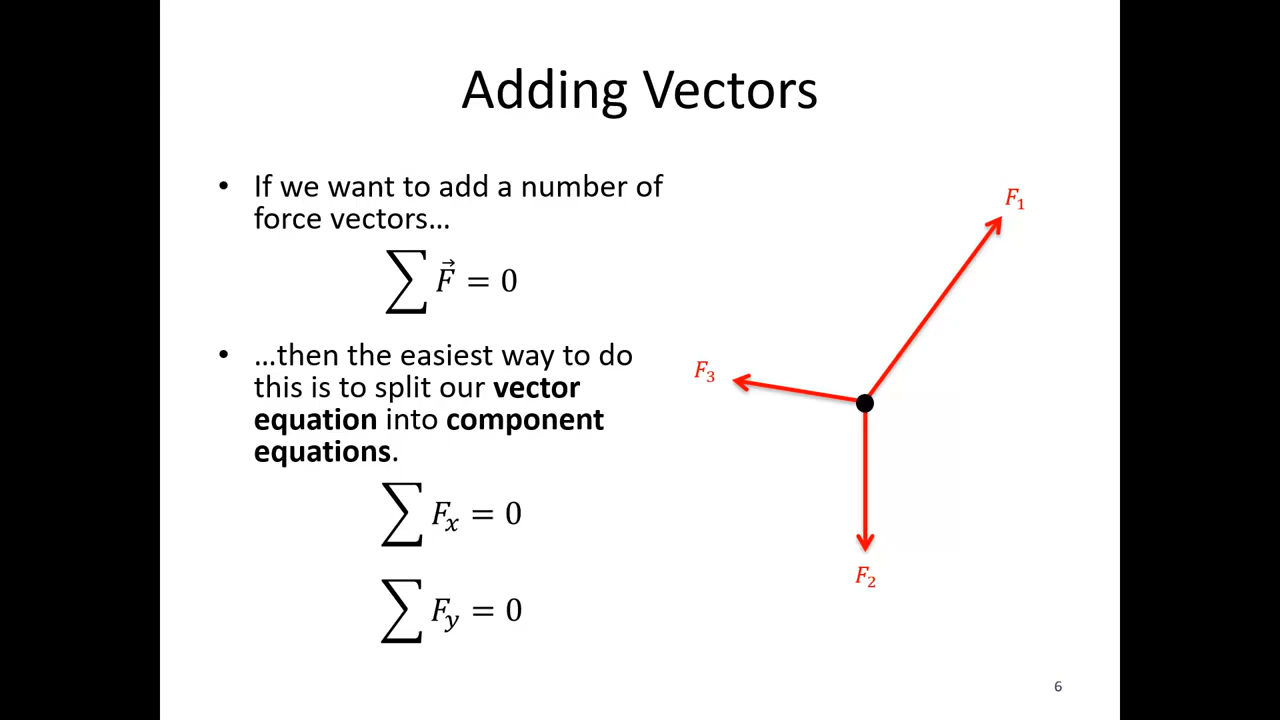 Adding Vectors
• If we want to add a number of
force vectors…
∑ F⃗ = 0
• …then the easiest way to do
this is to split our vector
equation into component
equations.
∑ Fₓ = 0
∑ F_y = 0
F₁
F₃
F₂
6